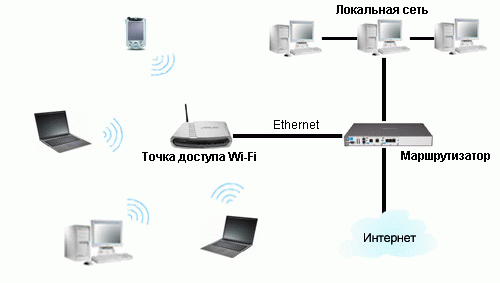 Локальная сеть
Ethernet
Точка доступа Wi-Fi
Маршрутизатор
Интернет